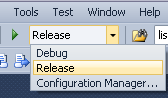 Tools Test Window Help
Release lis
Debug
Release
Configuration Manager...